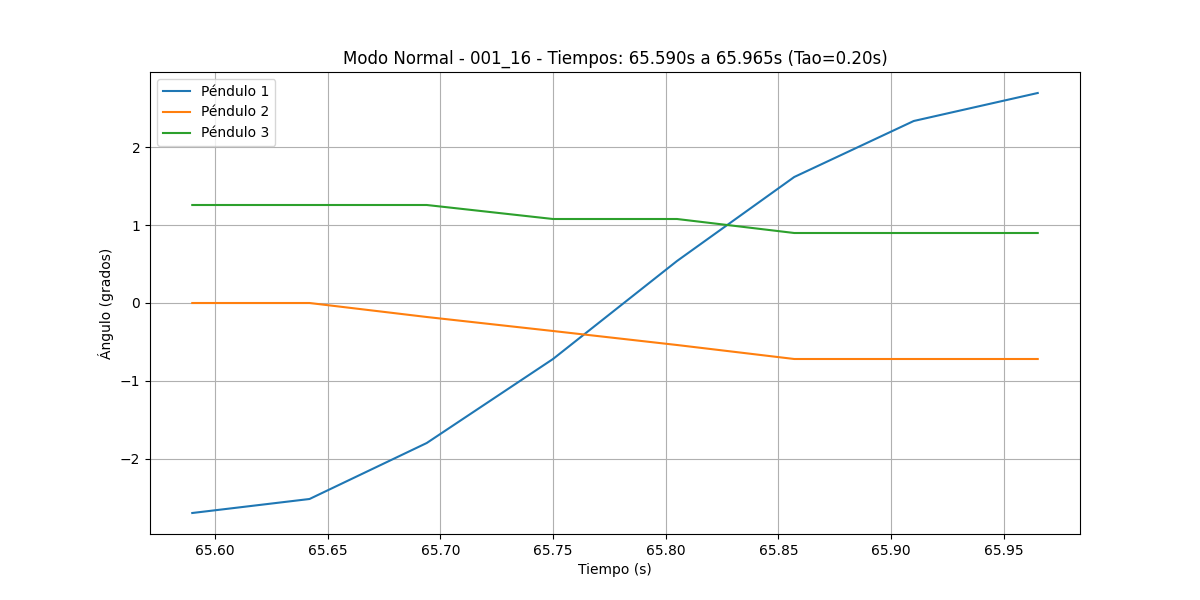 Modo Normal - 001_16 - Tiempos: 65.590s a 65.965s (Tao=0.20s)
Péndulo 1
Péndulo 2
Péndulo 3
Ángulo (grados)
2
1
0
−1
−2
65.60 65.65 65.70 65.75 65.80 65.85 65.90 65.95
Tiempo (s)